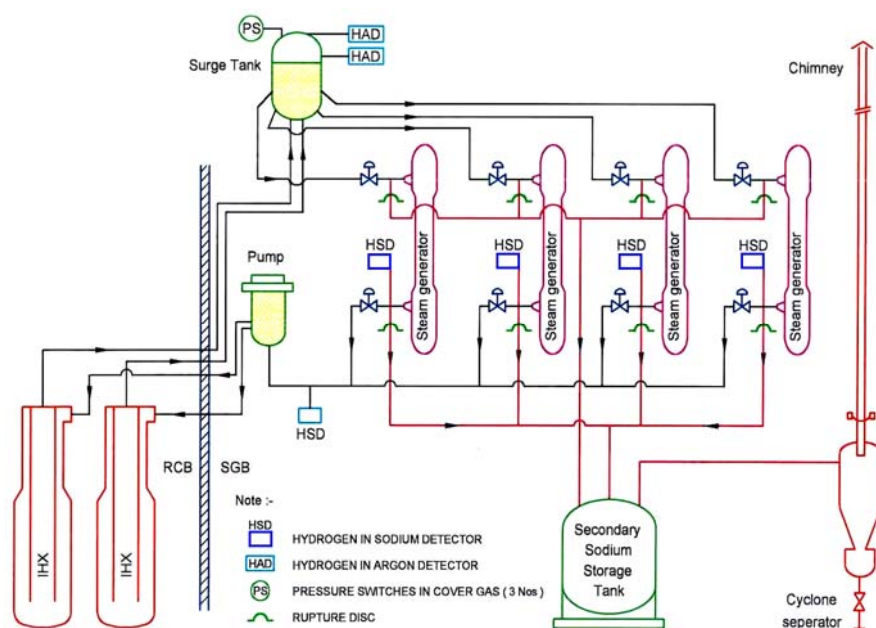 PS
HAD
HAD
Surge Tank
Chimney
HSD
HSD
HSD
HSD
Steam generator
Steam generator
Steam generator
Steam generator
Pump
HSD
RCB
SGB
IHX
IHX
Note :-
HSD
HYDROGEN IN SODIUM DETECTOR
HAD
HYDROGEN IN ARGON DETECTOR
PS
PRESSURE SWITCHES IN COVER GAS ( 3 Nos )
RUPTURE DISC
Secondary
Sodium
Storage
Tank
Cyclone
seperator